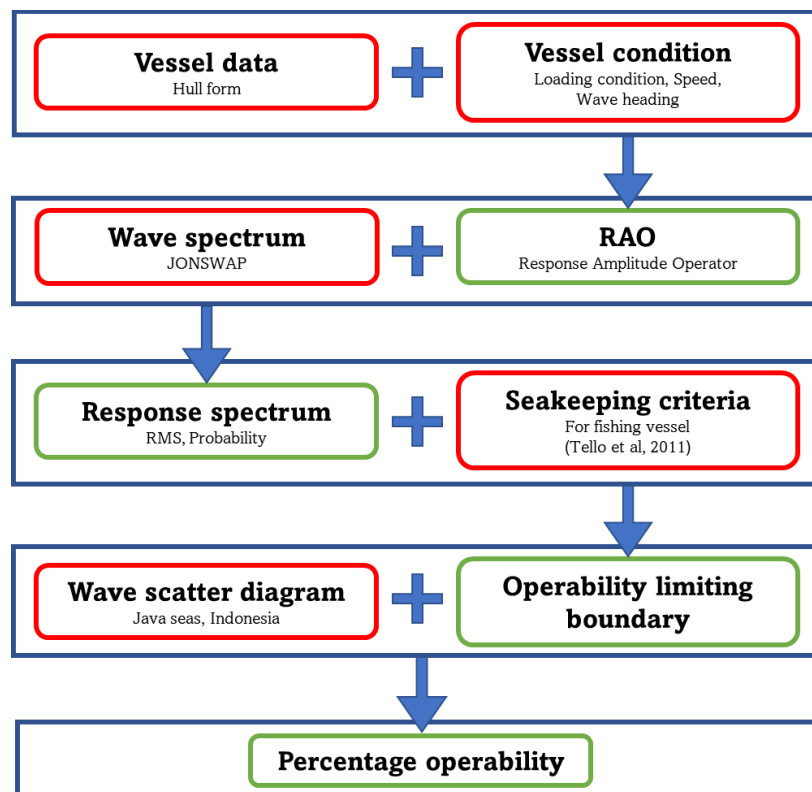 Vessel data
Hull form
Vessel condition
Loading condition, Speed,
Wave heading
Wave spectrum
JONSWAP
RAO
Response Amplitude Operator
Response spectrum
RMS, Probability
Seakeeping criteria
For fishing vessel
(Tello et al, 2011)
Wave scatter diagram
Java seas, Indonesia
Operability limiting
boundary
Percentage operability